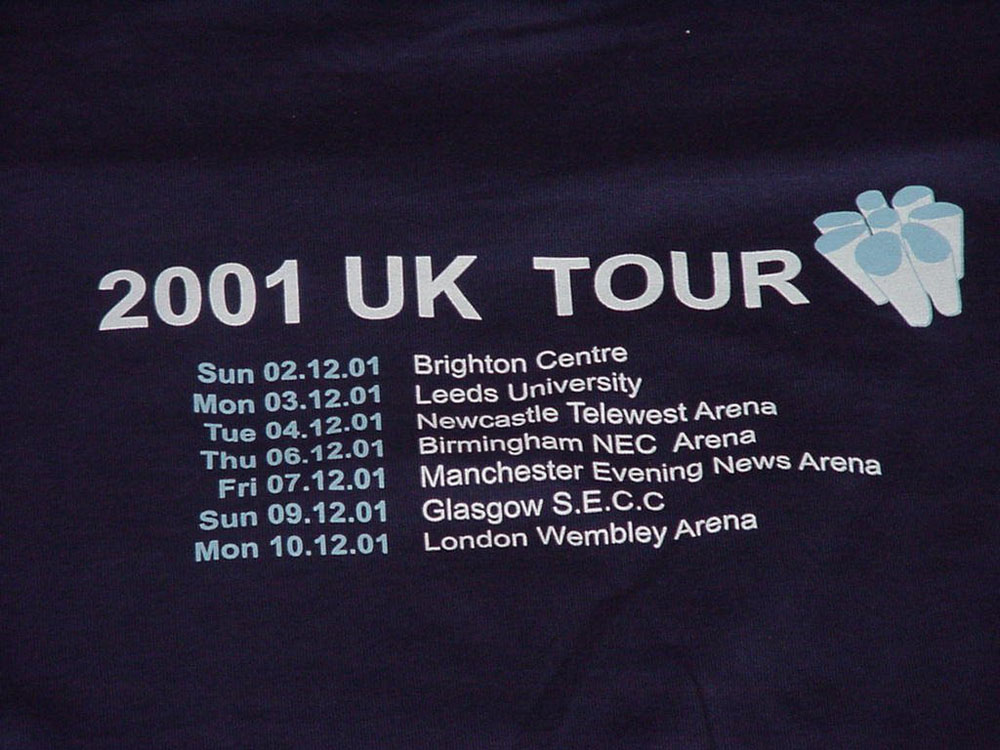 2001 UK TOUR
Sun 02.12.01 Brighton Centre
Mon 03.12.01 Leeds University
Tue 04.12.01 Newcastle Telewest Arena
Thu 06.12.01 Birmingham NEC Arena
Fri 07.12.01 Manchester Evening News Arena
Sun 09.12.01 Glasgow S.E.C.C
Mon 10.12.01 London Wembley Arena